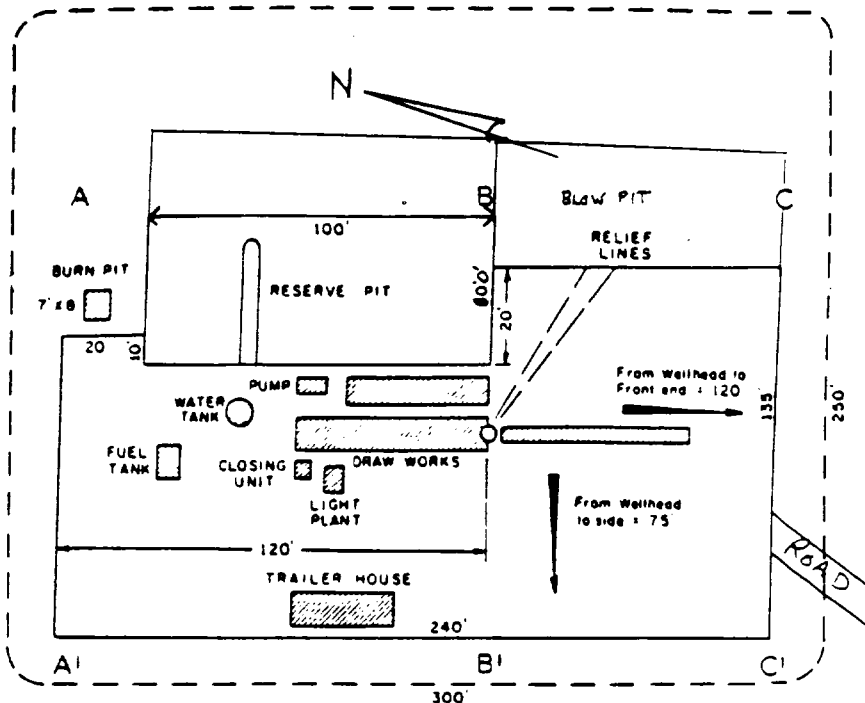 N
A
B
C
BLOW PIT
100'
RELIEF
LINES
BURN PIT
7' x 8
RESERVE PIT
20'
20
10'
PUMP
From Wellhead to
Front end = 120
WATER
TANK
135'
250'
FUEL
TANK
CLOSING
UNIT
DRAW WORKS
LIGHT
PLANT
From Wellhead
to side = 75'
120'
ROAD
TRAILER HOUSE
240'
A'
B'
C'
300'